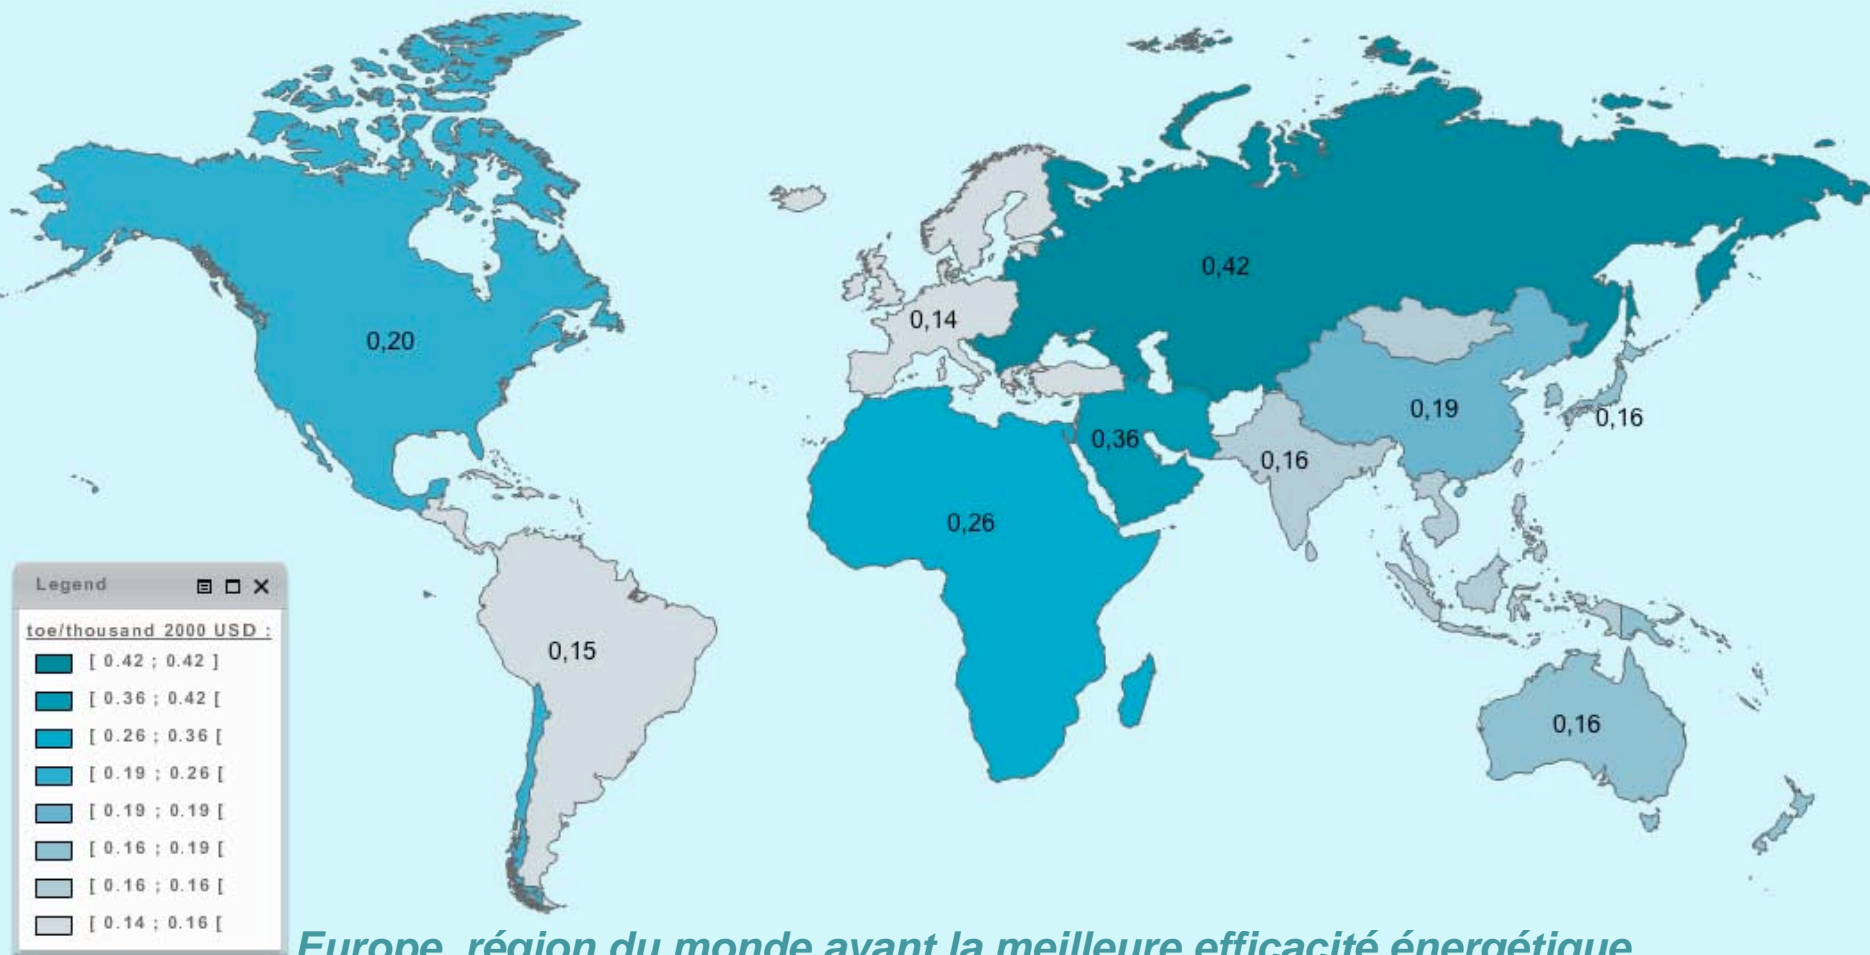 0,42
0,14
0,20
0,19
0,16
0,36
0,16
0,26
0,15
0,16
Legend
toe/thousand 2000 USD :
[ 0.42 ; 0.42 ]
[ 0.36 ; 0.42 [
[ 0.26 ; 0.36 [
[ 0.19 ; 0.26 [
[ 0.19 ; 0.19 [
[ 0.16 ; 0.19 [
[ 0.16 ; 0.16 [
[ 0.14 ; 0.16 [
Europe, région du monde ayant la meilleure efficacité énergétique